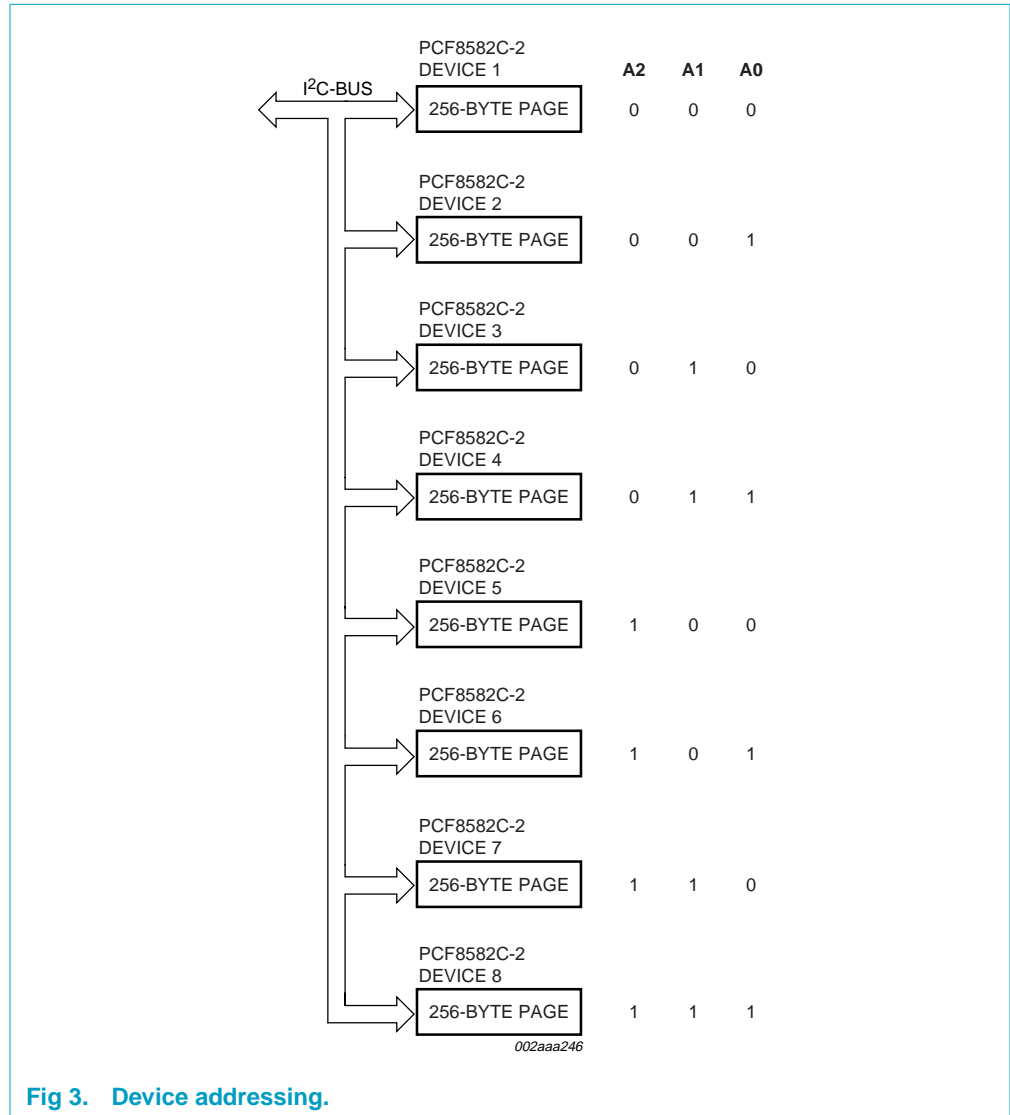 PCF8582C-2
DEVICE 1
A2 A1 A0
I2C-BUS
256-BYTE PAGE 0 0 0
PCF8582C-2
DEVICE 2
256-BYTE PAGE 0 0 1
PCF8582C-2
DEVICE 3
256-BYTE PAGE 0 1 0
PCF8582C-2
DEVICE 4
256-BYTE PAGE 0 1 1
PCF8582C-2
DEVICE 5
256-BYTE PAGE 1 0 0
PCF8582C-2
DEVICE 6
256-BYTE PAGE 1 0 1
PCF8582C-2
DEVICE 7
256-BYTE PAGE 1 1 0
PCF8582C-2
DEVICE 8
256-BYTE PAGE 1 1 1
002aaa246
Fig 3. Device addressing.